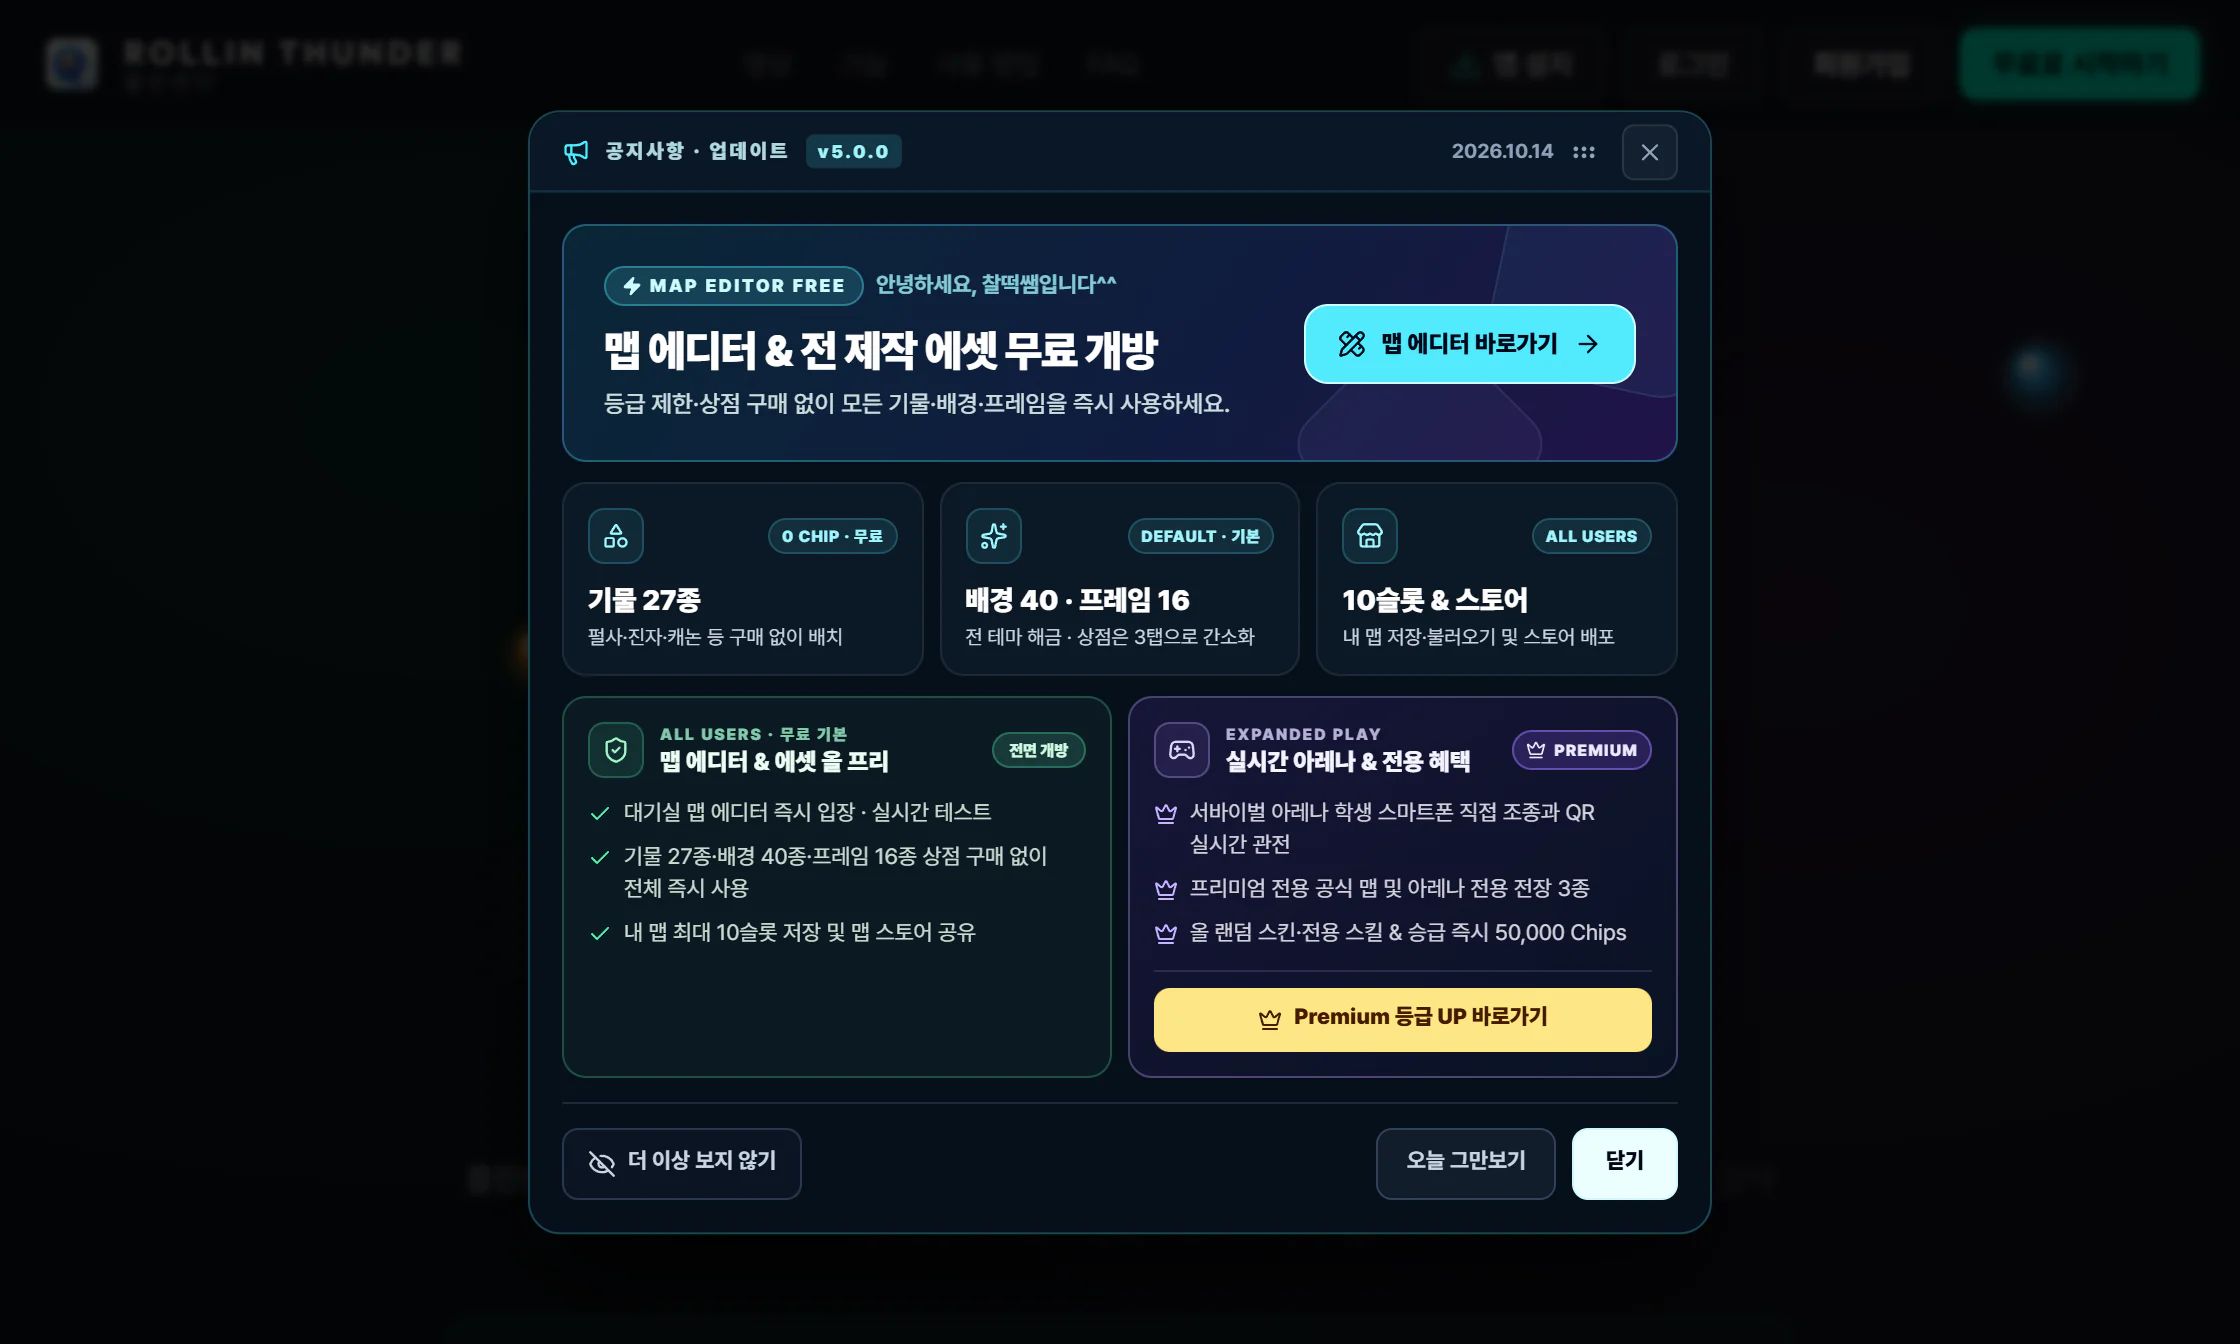 ROLLIN THUNDER
FAQ
공지사항 · 업데이트
v5.0.0
2026.10.14
MAP EDITOR FREE
안녕하세요, 찰떡쌤입니다^^
맵 에디터 & 전 제작 에셋 무료 개방
등급 제한·상점 구매 없이 모든 기물·배경·프레임을 즉시 사용하세요.
맵 에디터 바로가기
0 CHIP · 무료
기물 27종
펄사·진자·캐논 등 구매 없이 배치
DEFAULT · 기본
배경 40 · 프레임 16
전 테마 해금 · 상점은 3탭으로 간소화
ALL USERS
10슬롯 & 스토어
내 맵 저장·불러오기 및 스토어 배포
ALL USERS · 무료 기본
맵 에디터 & 에셋 올 프리
전면 개방
대기실 맵 에디터 즉시 입장 · 실시간 테스트
기물 27종·배경 40종·프레임 16종 상점 구매 없이
전체 즉시 사용
내 맵 최대 10슬롯 저장 및 맵 스토어 공유
EXPANDED PLAY
실시간 아레나 & 전용 혜택
PREMIUM
서바이벌 아레나 학생 스마트폰 직접 조종과 QR
실시간 관전
프리미엄 전용 공식 맵 및 아레나 전용 전장 3종
올 랜덤 스킨·전용 스킬 & 승급 즉시 50,000 Chips
Premium 등급 UP 바로가기
더 이상 보지 않기
오늘 그만보기
닫기